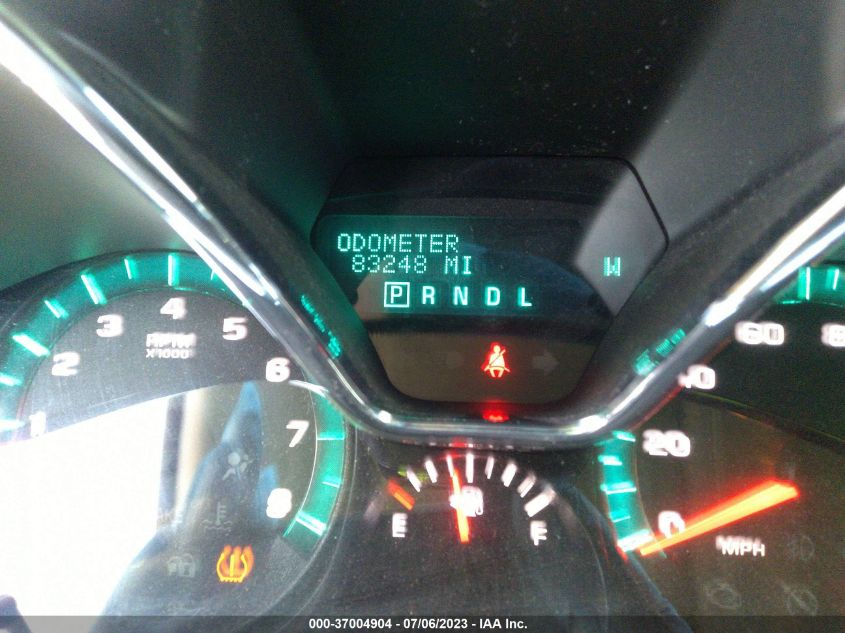 ODOMETER
83248 MI W
P R N D L
1 2 3 4 5 6 7 8
RPM
X1000
E F
0 20 40 60 8
MPH
000-37004904 - 07/06/2023 - IAA Inc.